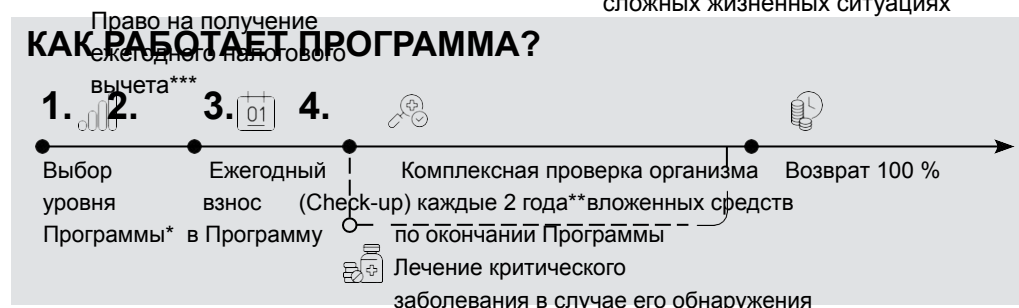 сложных жизненных ситуациях
Право на получение
ежегодного налогового
вычета***
КАК РАБОТАЕТ ПРОГРАММА?
1. 2. 3. 01 4.
Выбор Ежегодный Комплексная проверка организма Возврат 100 %
уровня взнос (Check-up) каждые 2 года**вложенных средств
Программы* в Программу по окончании Программы
Лечение критического
заболевания в случае его обнаружения